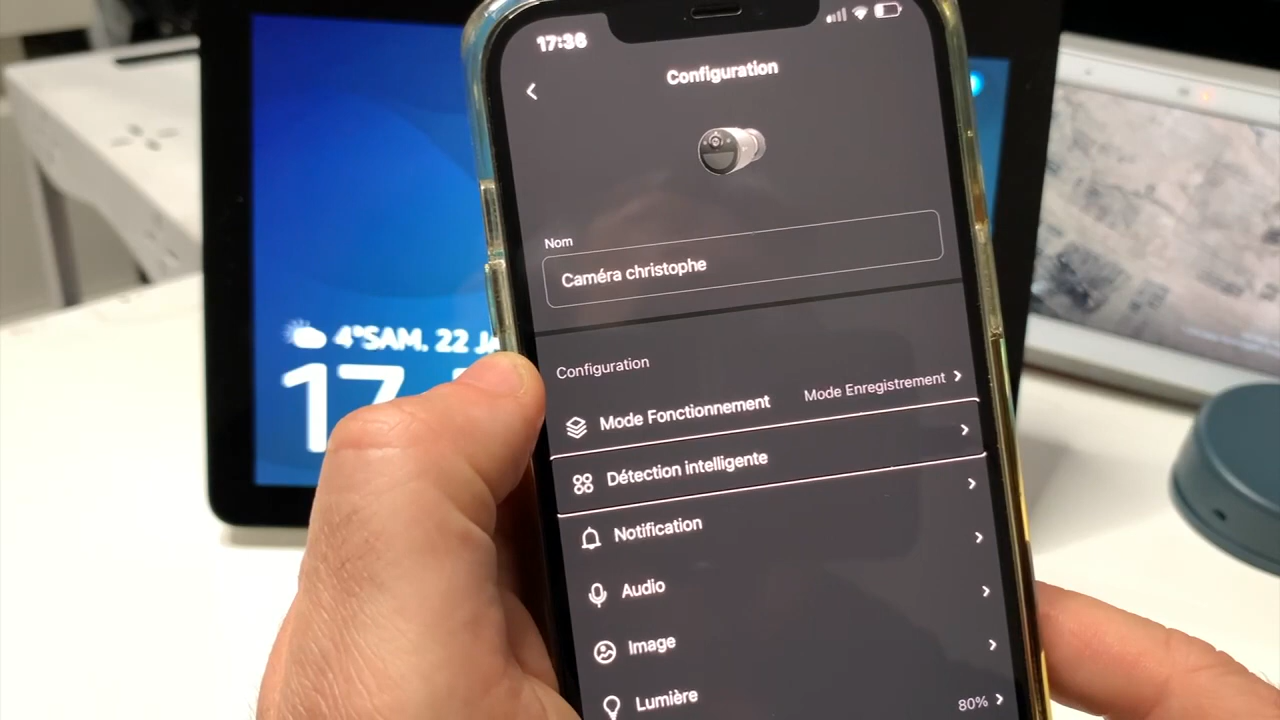 17:36
Configuration
Nom
Caméra christophe
Configuration
Mode Fonctionnement Mode Enregistrement
Détection intelligente
Notification
Audio
Image
Lumière 80%
4°SAM. 22 JA
17